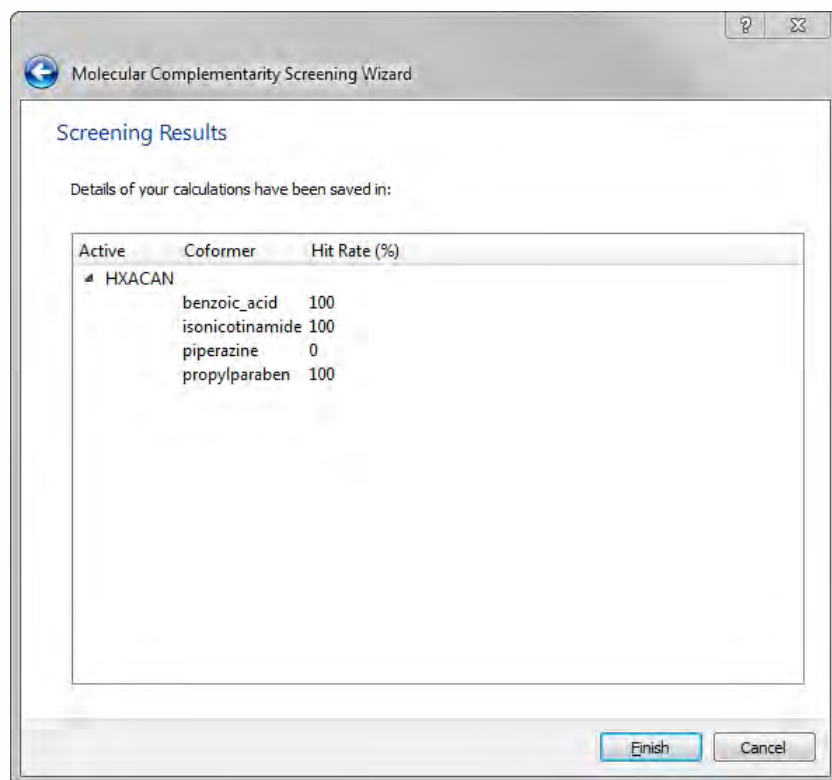 ?
Molecular Complementarity Screening Wizard
Screening Results
Details of your calculations have been saved in:
Active Coformer Hit Rate (%)
HXACAN
benzoic_acid 100
isonicotinamide 100
piperazine 0
propylparaben 100
Finish Cancel